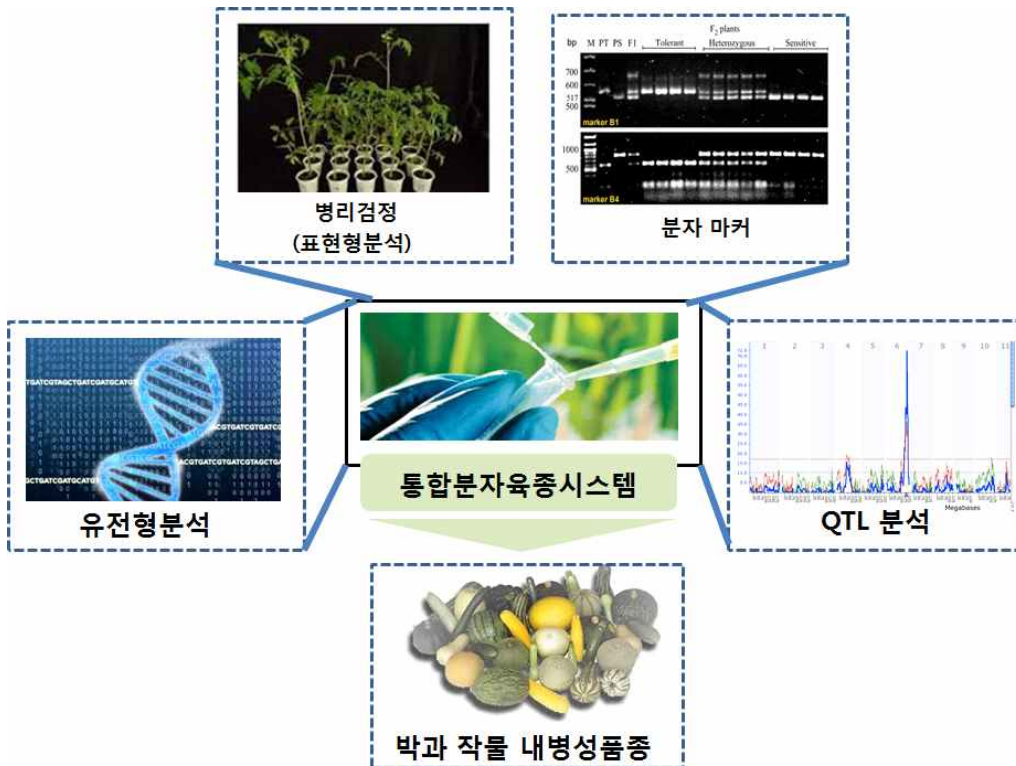 병리검정
(표현형분석)
F2 plants
bp M PT PS F1 Tolerant Heterozygous Sensitive
700
600
517
500
marker B1
1000
500
marker B4
분자 마커
TGATCGTAGCTGATCGATGCATGT
ACGTGATCGTGATCGTAGCTGA
유전형분석
통합분자육종시스템
1 2 3 4 5 6 7 8 9 10 11
Megabases
QTL 분석
박과 작물 내병성품종